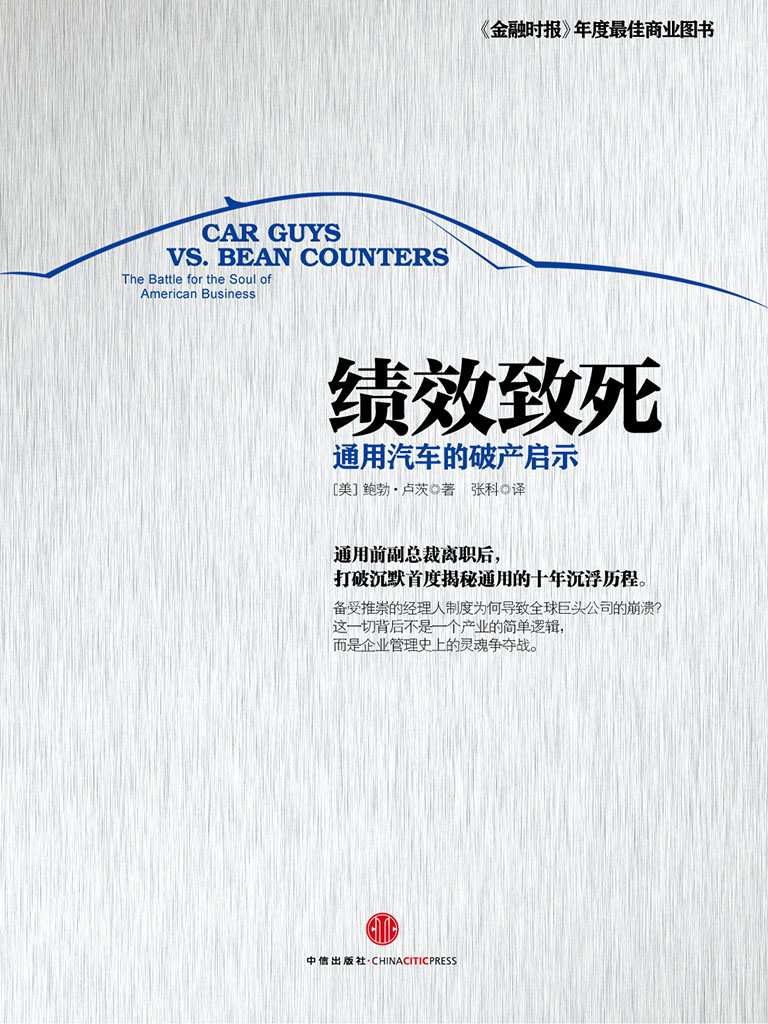 《金融时报》年度最佳商业图书
CAR GUYS
VS. BEAN COUNTERS
The Battle for the Soul of
American Business
绩效致死
通用汽车的破产启示
[美] 鲍勃·卢茨◎著 张科◎译
通用前副总裁离职后，
打破沉默首度揭秘通用的十年沉浮历程。
备受推崇的经理人制度为何导致全球巨头公司的崩溃？
这一切背后不是一个产业的简单逻辑，
而是企业管理史上的灵魂争夺战。
中信出版社·CHINACITICPRESS